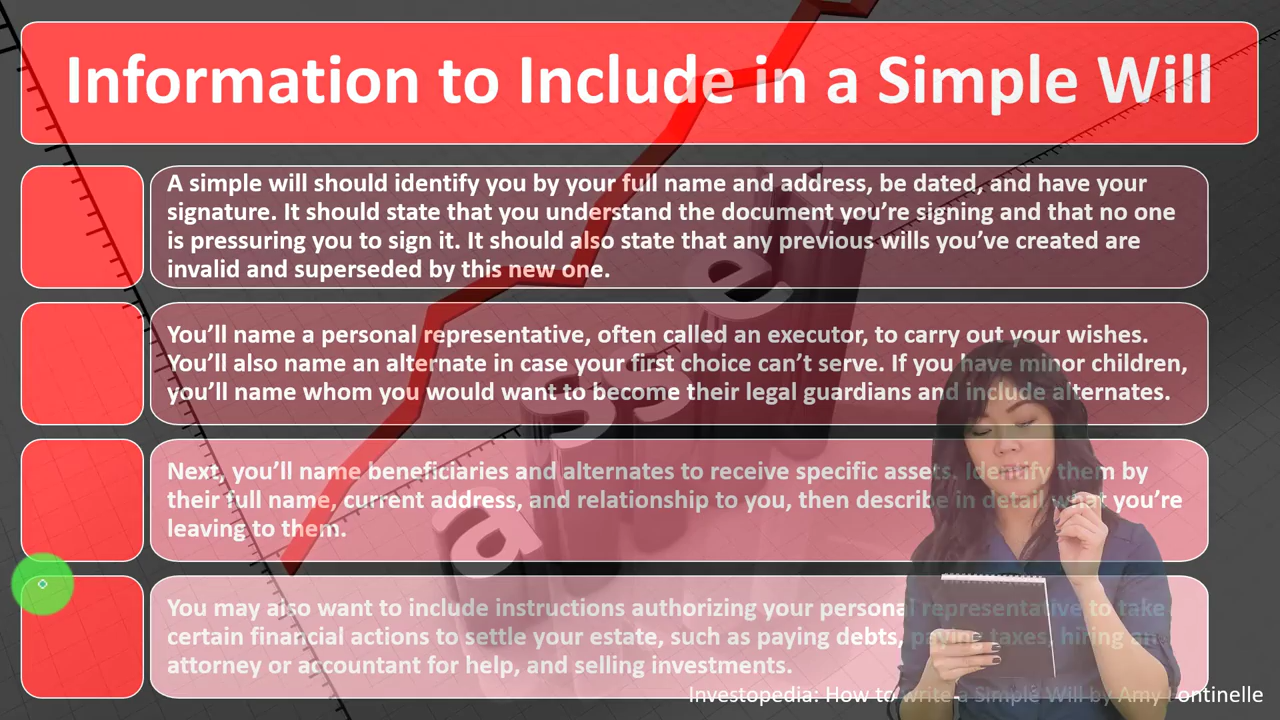 Information to Include in a Simple Will
A simple will should identify you by your full name and address, be dated, and have your
signature. It should state that you understand the document you’re signing and that no one
is pressuring you to sign it. It should also state that any previous wills you’ve created are
invalid and superseded by this new one.
You’ll name a personal representative, often called an executor, to carry out your wishes.
You’ll also name an alternate in case your first choice can’t serve. If you have minor children,
you’ll name whom you would want to become their legal guardians and include alternates.
Next, you’ll name beneficiaries and alternates to receive specific assets. Identify them by
their full name, current address, and relationship to you, then describe in detail what you’re
leaving to them.
You may also want to include instructions authorizing your personal representative to take
certain financial actions to settle your estate, such as paying debts, paying taxes, hiring an
attorney or accountant for help, and selling investments.
Investopedia: How to write a Simple Will by Amy Fontinelle
a s s e